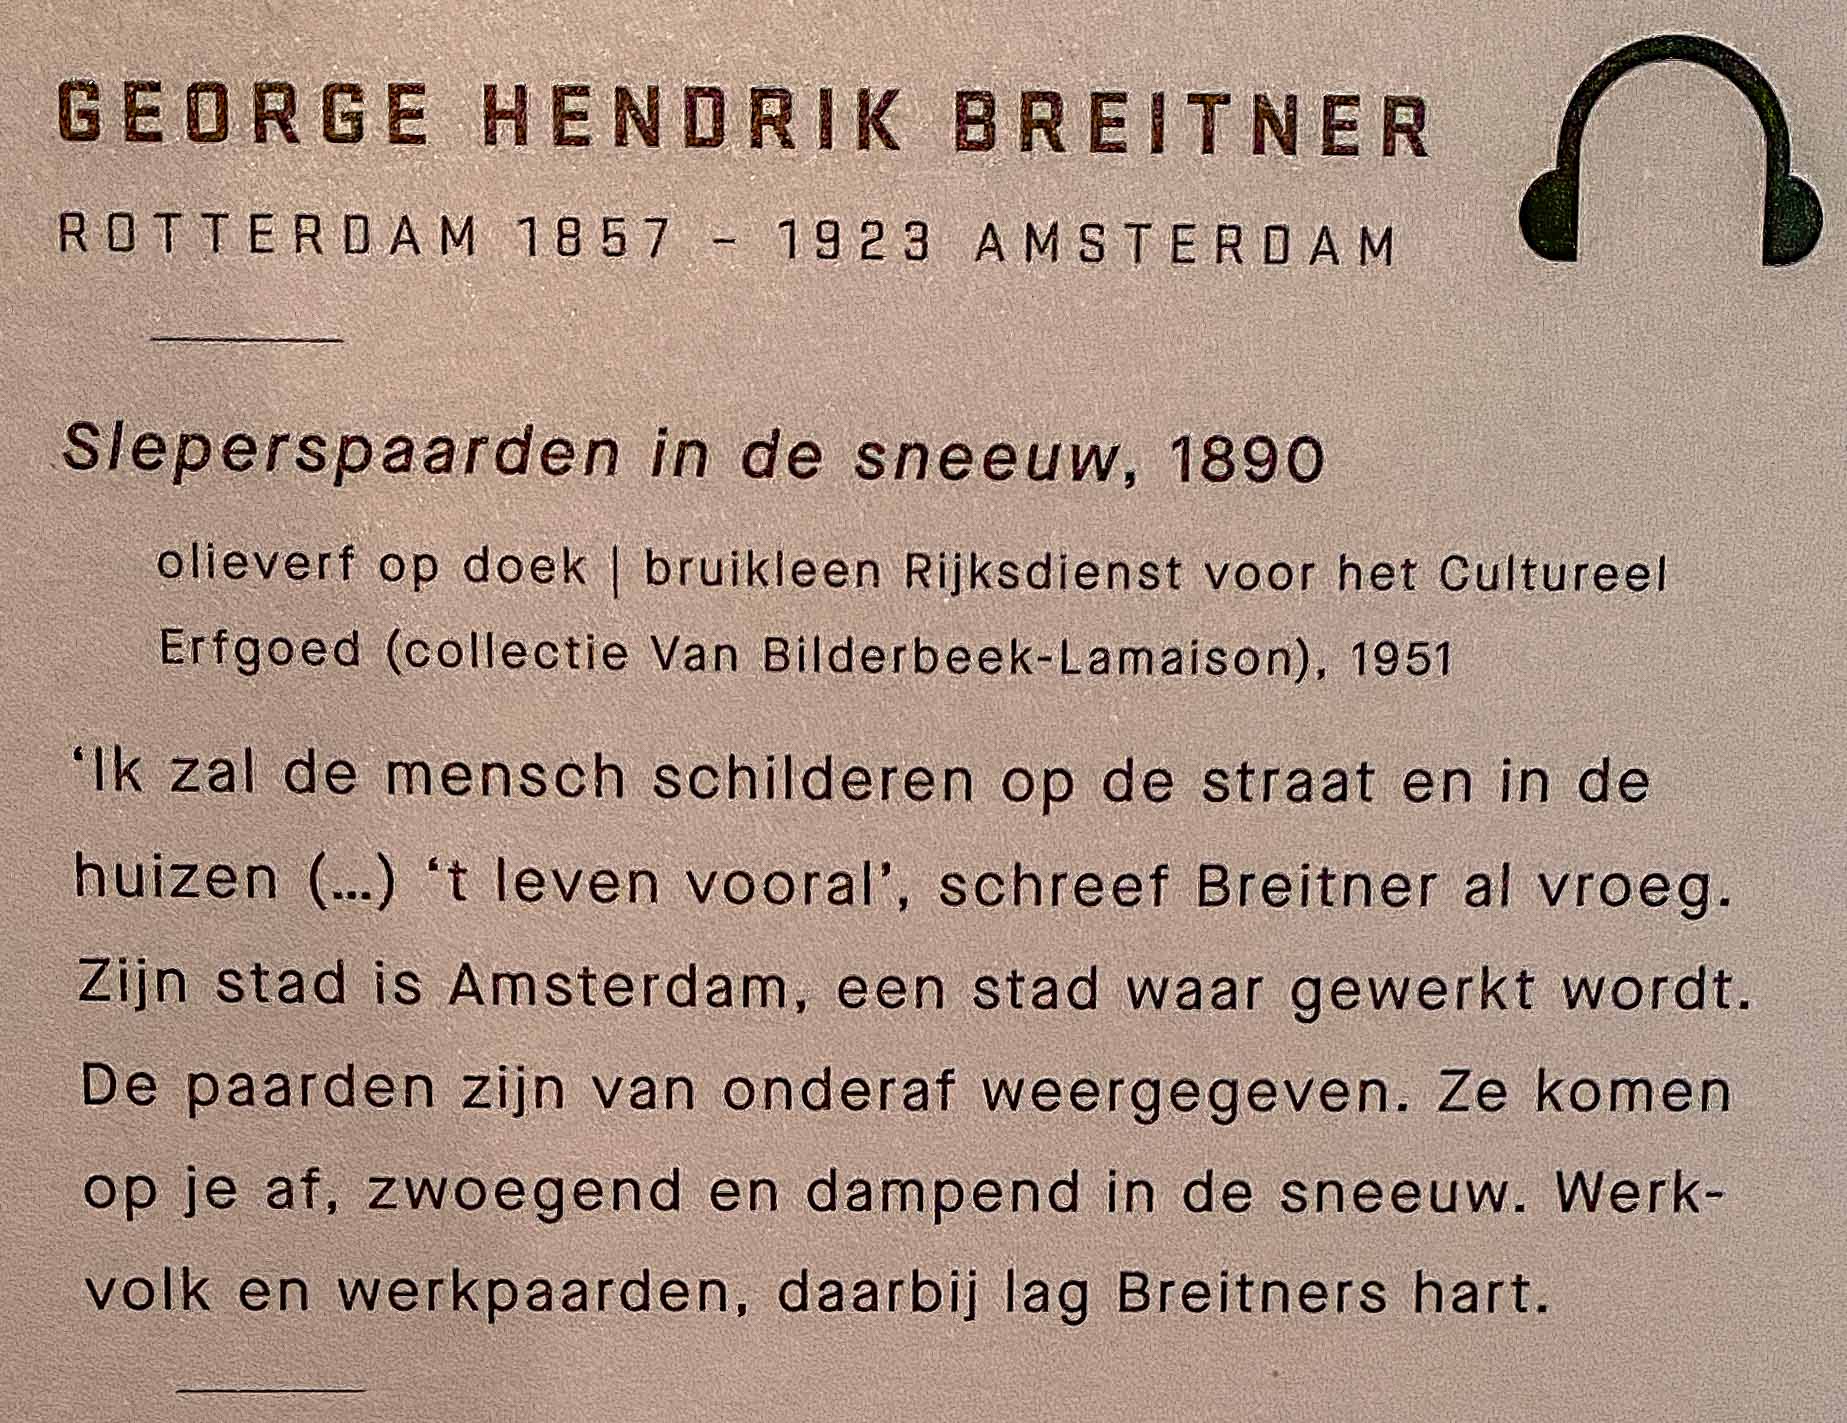 GEORGE HENDRIK BREITNER
ROTTERDAM 1857 – 1923 AMSTERDAM
Sleperspaarden in de sneeuw, 1890
olieverf op doek | bruikleen Rijksdienst voor het Cultureel
Erfgoed (collectie Van Bilderbeek-Lamaison), 1951
‘Ik zal de mensch schilderen op de straat en in de
huizen (...) ‘t leven vooral’, schreef Breitner al vroeg.
Zijn stad is Amsterdam, een stad waar gewerkt wordt.
De paarden zijn van onderaf weergegeven. Ze komen
op je af, zwoegend en dampend in de sneeuw. Werk-
volk en werkpaarden, daarbij lag Breitners hart.